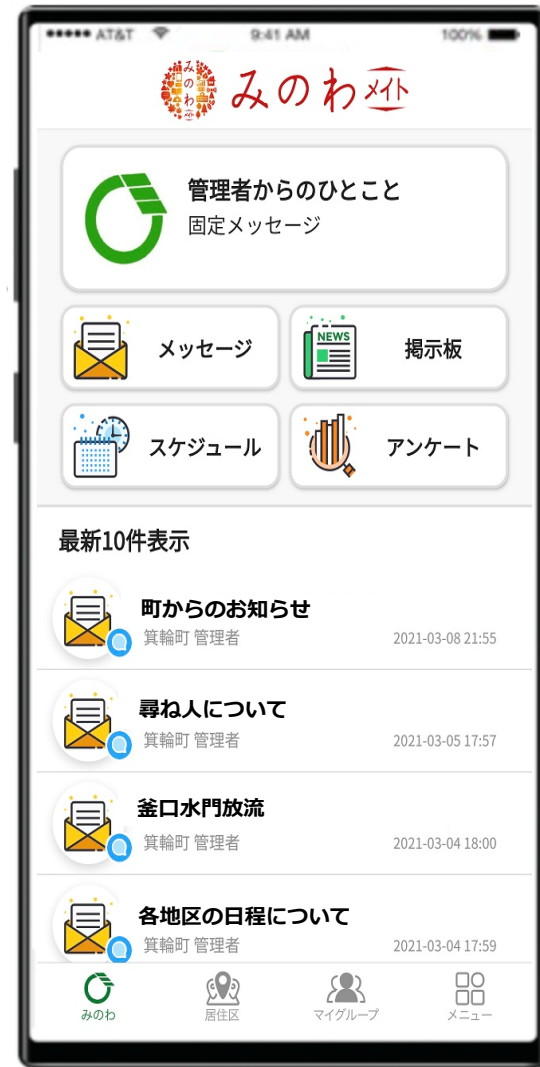 AT&T 9:41 AM 100%
みのわメイト
みのわメイト
管理者からのひとこと
固定メッセージ
メッセージ
NEWS
掲示板
スケジュール
アンケート
最新10件表示
町からのお知らせ
箕輪町 管理者 2021-03-08 21:55
尋ね人について
箕輪町 管理者 2021-03-05 17:57
釜口水門放流
箕輪町 管理者 2021-03-04 18:00
各地区の日程について
箕輪町 管理者 2021-03-04 17:59
みのわ 居住区 マイグループ メニュー